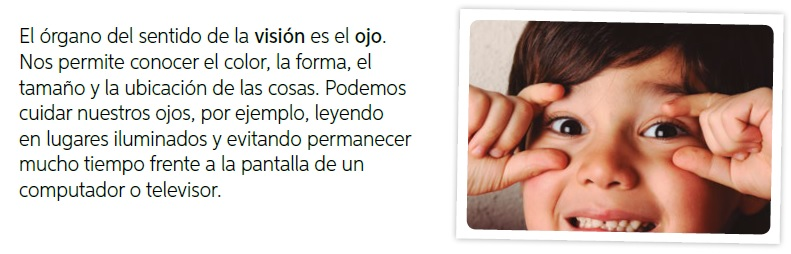 El órgano del sentido de la visión es el ojo.
Nos permite conocer el color, la forma, el
tamaño y la ubicación de las cosas. Podemos
cuidar nuestros ojos, por ejemplo, leyendo
en lugares iluminados y evitando permanecer
mucho tiempo frente a la pantalla de un
computador o televisor.